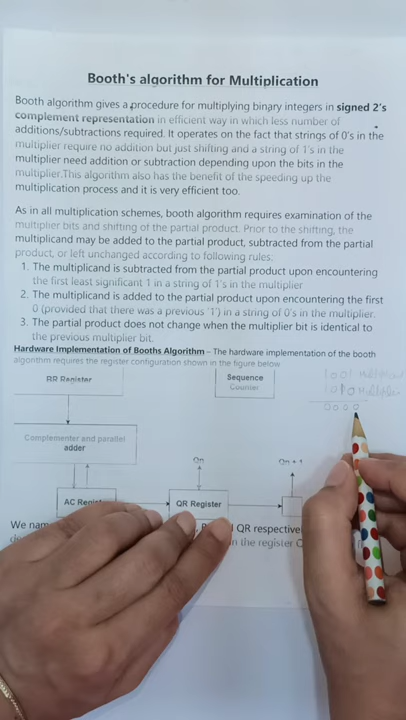 Booth's algorithm for Multiplication
Booth algorithm gives a procedure for multiplying binary integers in signed 2's
complement representation in efficient way in which less number of
additions/subtractions required. It operates on the fact that strings of 0's in the
multiplier require no addition but just shifting and a string of 1's in the
multiplier need addition or subtraction depending upon the bits in the
multiplier.This algorithm also has the benefit of the speeding up the
multiplication process and it is very efficient too.
As in all multiplication schemes, booth algorithm requires examination of the
multiplier bits and shifting of the partial product. Prior to the shifting, the
multiplicand may be added to the partial product, subtracted from the partial
product, or left unchanged according to following rules:
1. The multiplicand is subtracted from the partial product upon encountering
the first least significant 1 in a string of 1's in the multiplier
2. The multiplicand is added to the partial product upon encountering the first
0 (provided that there was a previous '1') in a string of 0's in the multiplier.
3. The partial product does not change when the multiplier bit is identical to
the previous multiplier bit.
Hardware Implementation of Booths Algorithm – The hardware implementation of the booth
algorithm requires the register configuration shown in the figure below
1001
BR Register
Sequence
Counter
1010
0000
Complementer and parallel
adder
Qn
Qn + 1
AC
QR Register
We
QR
in the register